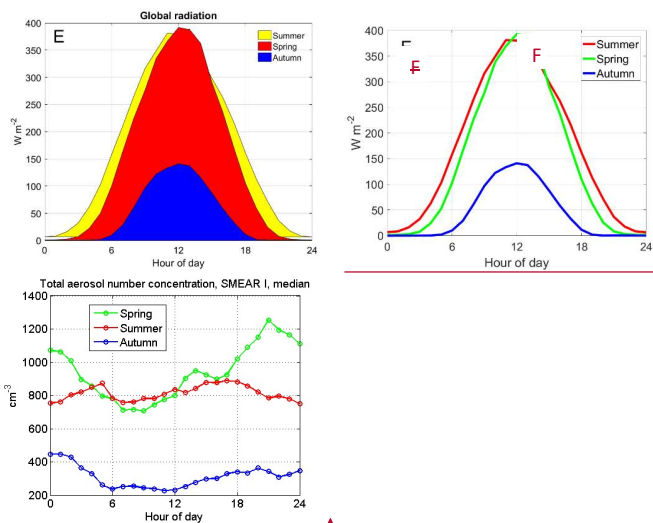 Global radiation
E
Summer
Spring
Autumn
W m-2
400
350
300
250
200
150
100
50
0
0 6 12 18 24
Hour of day
F
F
Summer
Spring
Autumn
W m-2
400
350
300
250
200
150
100
50
0
0 6 12 18 24
Hour of day
Total aerosol number concentration, SMEAR I, median
Spring
Summer
Autumn
cm-3
1400
1200
1000
800
600
400
200
0 6 12 18 24
Hour of day